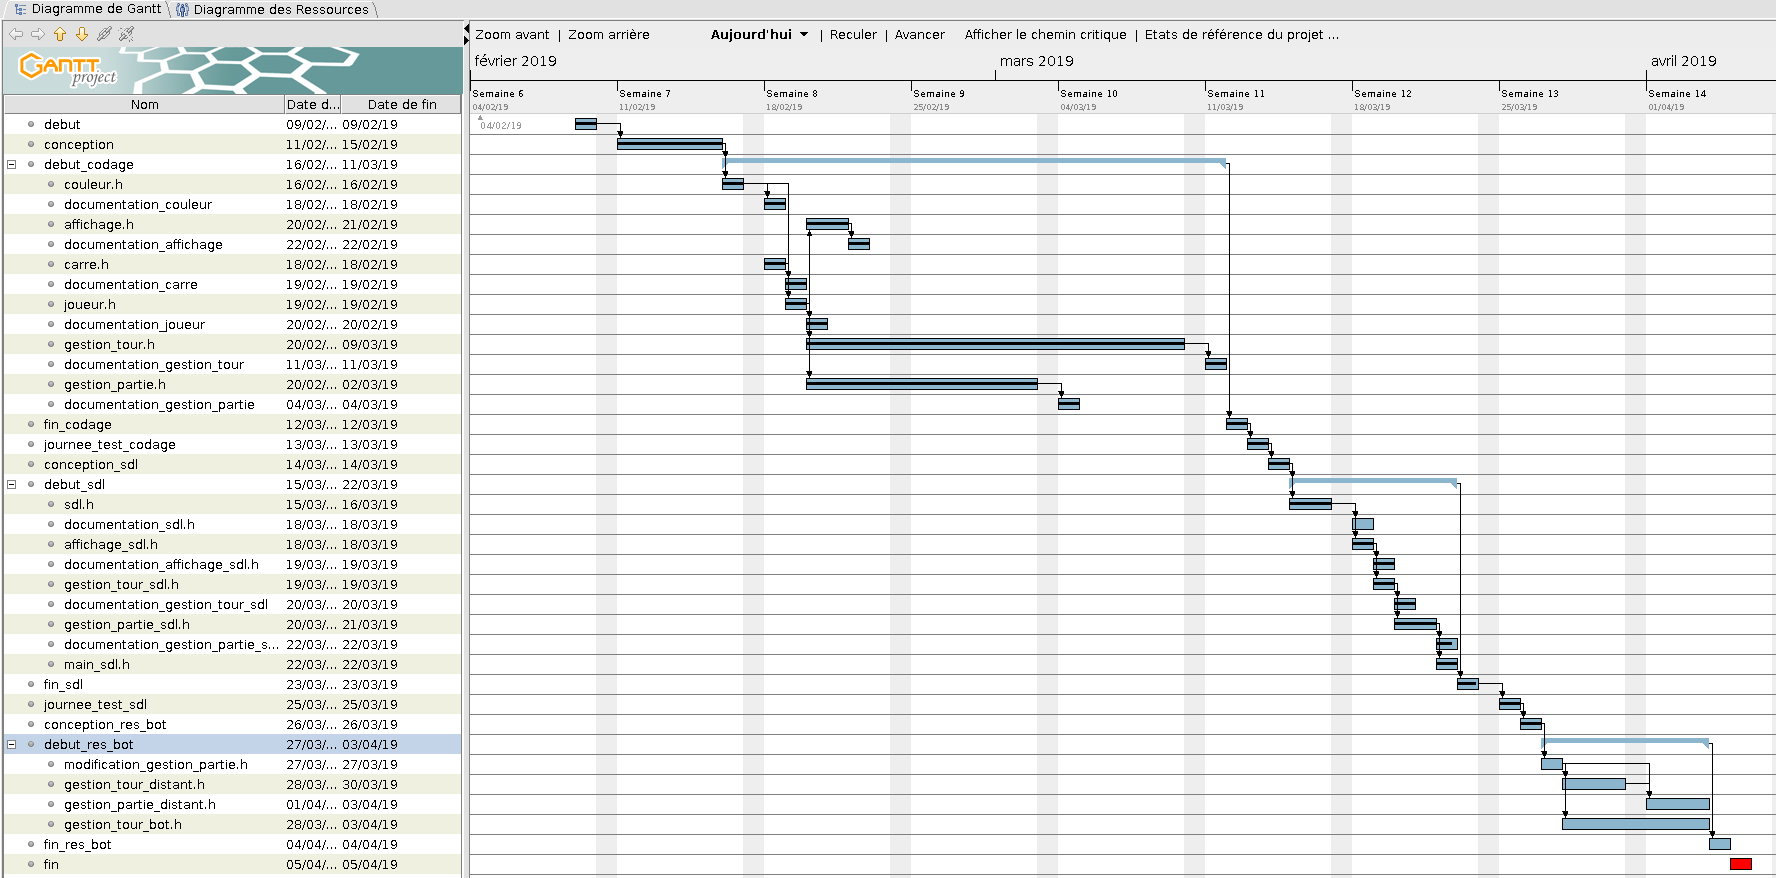 Diagramme de Gantt Diagramme des Ressources
Zoom avant | Zoom arrière Aujourd'hui | Reculer | Avancer Afficher le chemin critique | Etats de référence du projet ...
GANTT project
février 2019 mars 2019 avril 2019
Semaine 6 Semaine 7 Semaine 8 Semaine 9 Semaine 10 Semaine 11 Semaine 12 Semaine 13 Semaine 14
04/02/19 11/02/19 18/02/19 25/02/19 04/03/19 11/03/19 18/03/19 25/03/19 01/04/19
Nom Date d... Date de fin
04/02/19
debut 09/02/... 09/02/19
conception 11/02/... 15/02/19
debut_codage 16/02/... 11/03/19
couleur.h 16/02/... 16/02/19
documentation_couleur 18/02/... 18/02/19
affichage.h 20/02/... 21/02/19
documentation_affichage 22/02/... 22/02/19
carre.h 18/02/... 18/02/19
documentation_carre 19/02/... 19/02/19
joueur.h 19/02/... 19/02/19
documentation_joueur 20/02/... 20/02/19
gestion_tour.h 20/02/... 09/03/19
documentation_gestion_tour 11/03/... 11/03/19
gestion_partie.h 20/02/... 02/03/19
documentation_gestion_partie 04/03/... 04/03/19
fin_codage 12/03/... 12/03/19
journee_test_codage 13/03/... 13/03/19
conception_sdl 14/03/... 14/03/19
debut_sdl 15/03/... 22/03/19
sdl.h 15/03/... 16/03/19
documentation_sdl.h 18/03/... 18/03/19
affichage_sdl.h 18/03/... 18/03/19
documentation_affichage_sdl.h 19/03/... 19/03/19
gestion_tour_sdl.h 19/03/... 19/03/19
documentation_gestion_tour_sdl 20/03/... 20/03/19
gestion_partie_sdl.h 20/03/... 21/03/19
documentation_gestion_partie_s... 22/03/... 22/03/19
main_sdl.h 22/03/... 22/03/19
fin_sdl 23/03/... 23/03/19
journee_test_sdl 25/03/... 25/03/19
conception_res_bot 26/03/... 26/03/19
debut_res_bot 27/03/... 03/04/19
modification_gestion_partie.h 27/03/... 27/03/19
gestion_tour_distant.h 28/03/... 30/03/19
gestion_partie_distant.h 01/04/... 03/04/19
gestion_tour_bot.h 28/03/... 03/04/19
fin_res_bot 04/04/... 04/04/19
fin 05/04/... 05/04/19